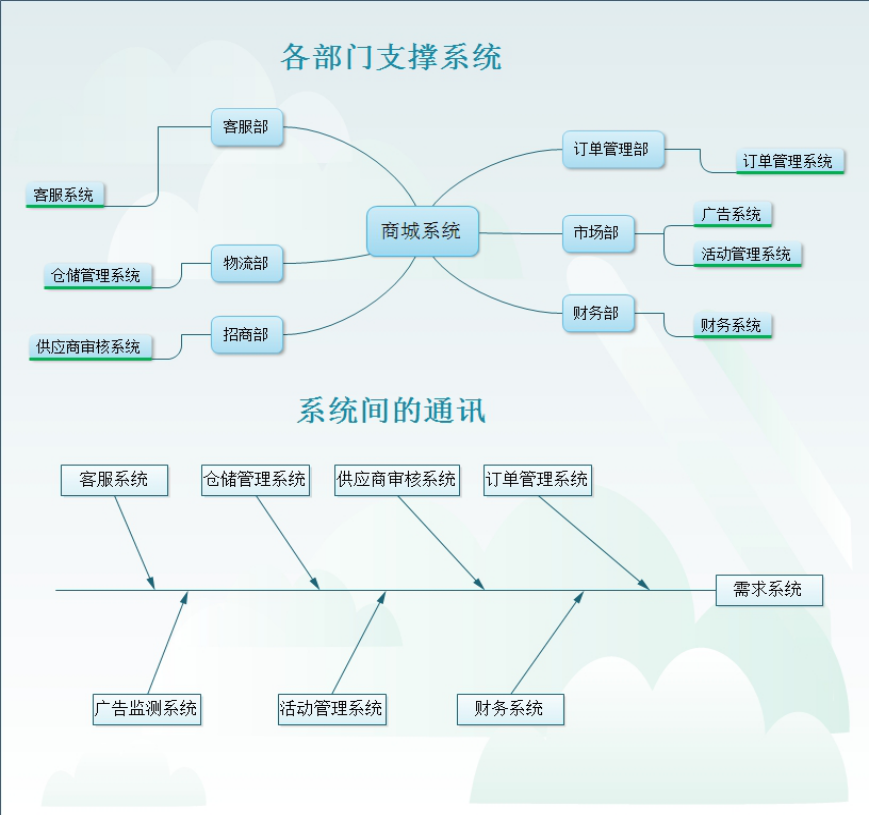 各部门支撑系统
客服部
订单管理部
订单管理系统
客服系统
商城系统
广告系统
市场部
活动管理系统
物流部
仓储管理系统
财务部
财务系统
招商部
供应商审核系统
系统间的通讯
客服系统
仓储管理系统
供应商审核系统
订单管理系统
需求系统
广告监测系统
活动管理系统
财务系统